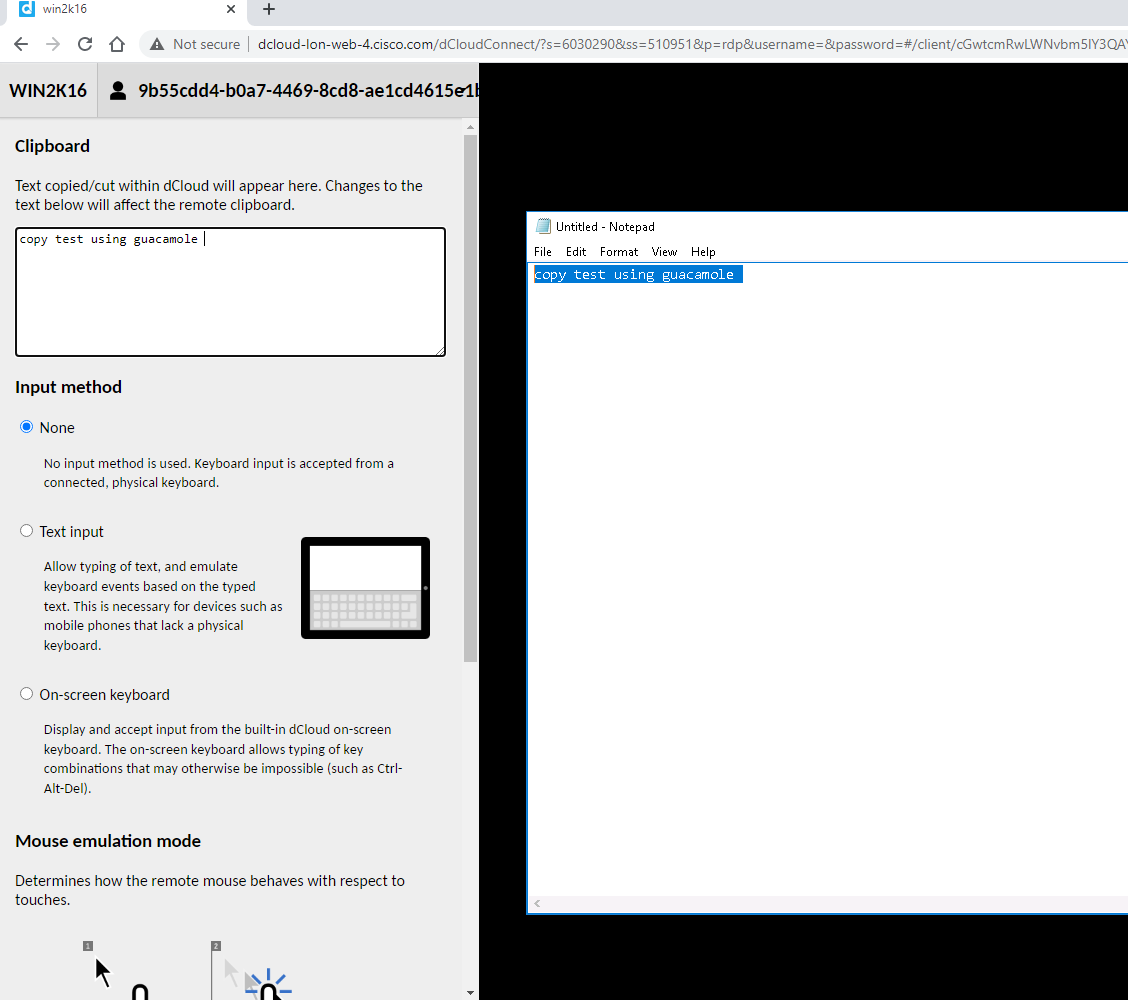 win2k16
Not secure
dcloud-lon-web-4.cisco.com/dCloudConnect/?s=6030290&ss=510951&p=rdp&username=&password=#/client/cGwtcmRwLWNvbm5lY3QAY
WIN2K16
9b55cdd4-b0a7-4469-8cd8-ae1cd4615e1b
Clipboard
Text copied/cut within dCloud will appear here. Changes to the
text below will affect the remote clipboard.
copy test using guacamole
Input method
None
No input method is used. Keyboard input is accepted from a
connected, physical keyboard.
Text input
Allow typing of text, and emulate
keyboard events based on the typed
text. This is necessary for devices such as
mobile phones that lack a physical
keyboard.
On-screen keyboard
Display and accept input from the built-in dCloud on-screen
keyboard. The on-screen keyboard allows typing of key
combinations that may otherwise be impossible (such as Ctrl-
Alt-Del).
Mouse emulation mode
Determines how the remote mouse behaves with respect to
touches.
1
2
Untitled - Notepad
File Edit Format View Help
copy test using guacamole